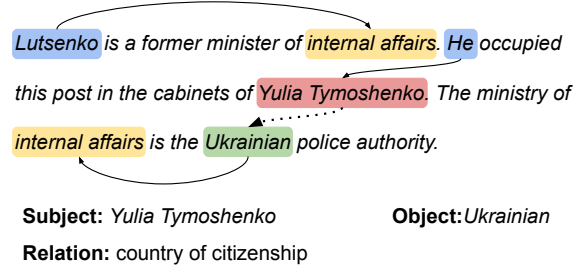 Lutsenko is a former minister of internal affairs. He occupied
this post in the cabinets of Yulia Tymoshenko. The ministry of
internal affairs is the Ukrainian police authority.
Subject: Yulia Tymoshenko Object:Ukrainian
Relation: country of citizenship